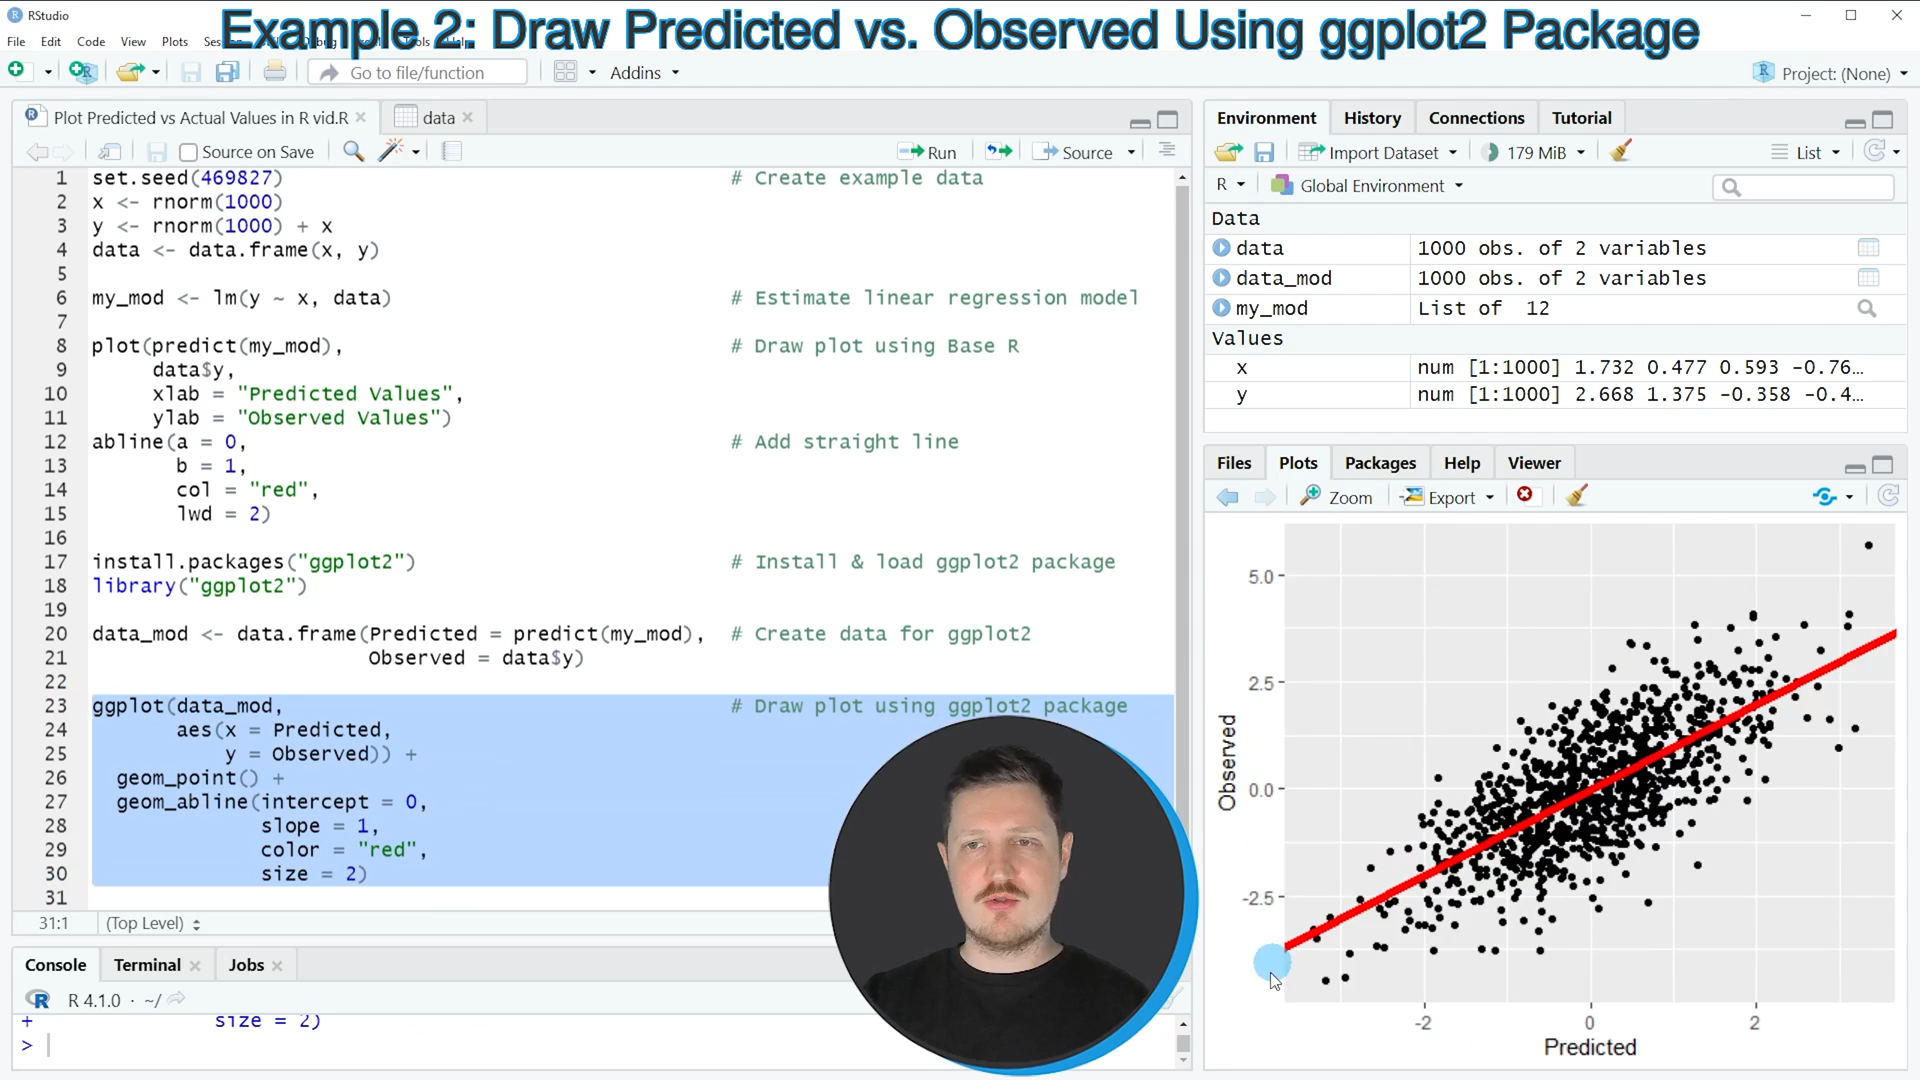 RStudio
Example 2: Draw Predicted vs. Observed Using ggplot2 Package
File Edit Code View Plots
Go to file/function
Addins
Project: (None)
Plot Predicted vs Actual Values in R vid.R
data
Source on Save
Run
Source
1 set.seed(469827) # Create example data
2 x <- rnorm(1000)
3 y <- rnorm(1000) + x
4 data <- data.frame(x, y)
5
6 my_mod <- lm(y ~ x, data) # Estimate linear regression model
7
8 plot(predict(my_mod), # Draw plot using Base R
9 data$y,
10 xlab = "Predicted Values",
11 ylab = "Observed Values")
12 abline(a = 0, # Add straight line
13 b = 1,
14 col = "red",
15 lwd = 2)
16
17 install.packages("ggplot2") # Install & load ggplot2 package
18 library("ggplot2")
19
20 data_mod <- data.frame(Predicted = predict(my_mod), # Create data for ggplot2
21 Observed = data$y)
22
23 ggplot(data_mod, # Draw plot using ggplot2 package
24 aes(x = Predicted,
25 y = Observed)) +
26 geom_point() +
27 geom_abline(intercept = 0,
28 slope = 1,
29 color = "red",
30 size = 2)
31
31:1 (Top Level)
Console Terminal Jobs
R 4.1.0 · ~/
+ size = 2)
>
Environment History Connections Tutorial
Import Dataset
179 MiB
List
R Global Environment
Data
data 1000 obs. of 2 variables
data_mod 1000 obs. of 2 variables
my_mod List of 12
Values
x num [1:1000] 1.732 0.477 0.593 -0.76…
y num [1:1000] 2.668 1.375 -0.358 -0.4…
Files Plots Packages Help Viewer
Zoom Export
5.0
2.5
0.0
-2.5
Observed
-2 0 2
Predicted